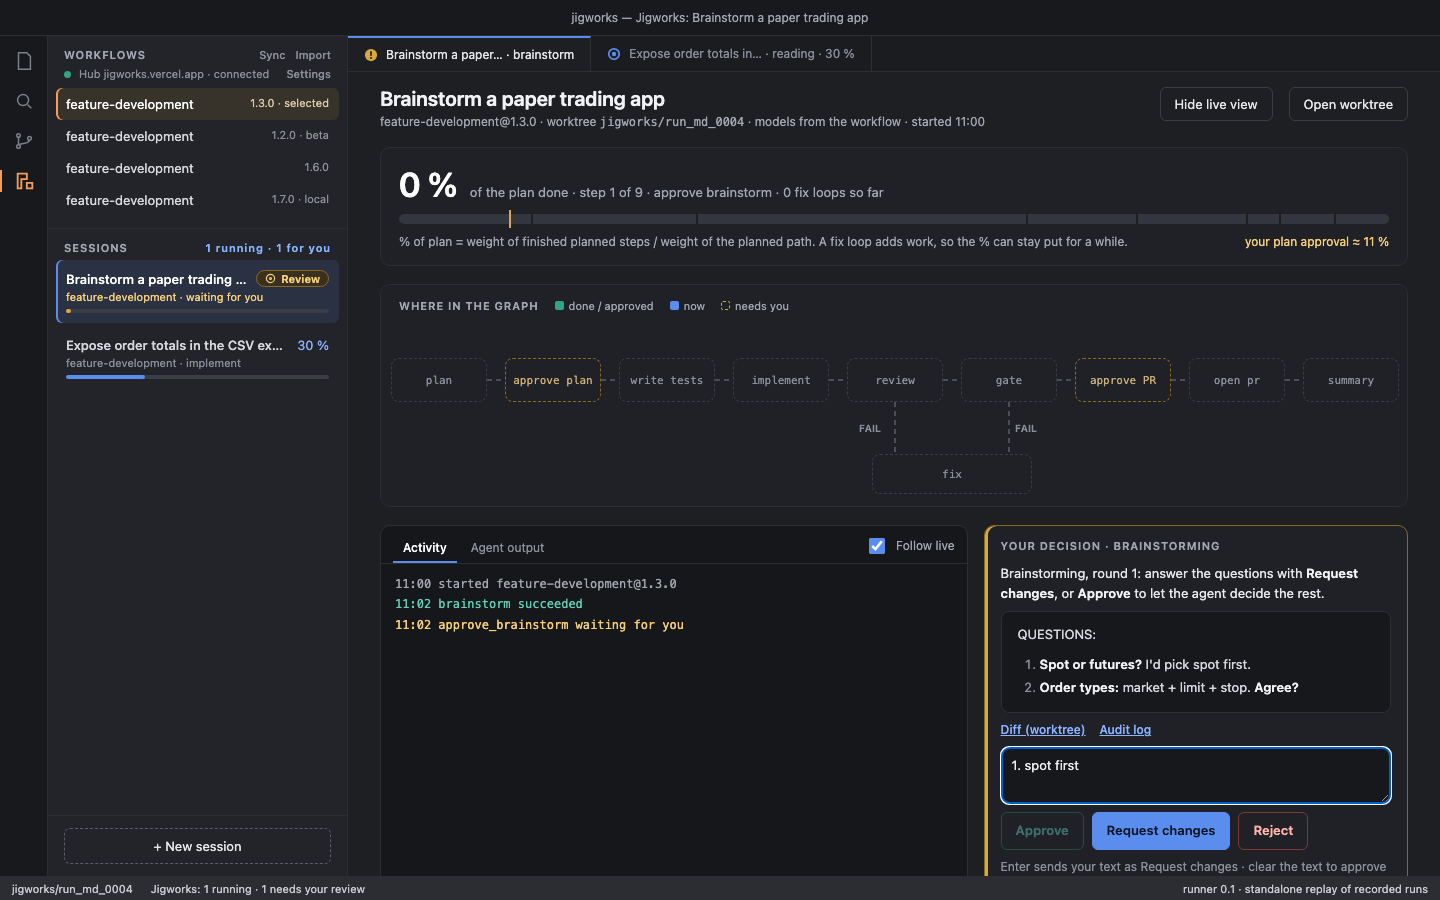 jigworks — Jigworks: Brainstorm a paper trading app
WORKFLOWS Sync Import
Hub jigworks.vercel.app · connected Settings
feature-development 1.3.0 · selected
feature-development 1.2.0 · beta
feature-development 1.6.0
feature-development 1.7.0 · local
SESSIONS 1 running · 1 for you
Brainstorm a paper trading ... Review
feature-development · waiting for you
Expose order totals in the CSV ex... 30 %
feature-development · implement
+ New session
Brainstorm a paper... · brainstorm
Expose order totals in... · reading · 30 %
Brainstorm a paper trading app
feature-development@1.3.0 · worktree jigworks/run_md_0004 · models from the workflow · started 11:00
Hide live view
Open worktree
0 % of the plan done · step 1 of 9 · approve brainstorm · 0 fix loops so far
% of plan = weight of finished planned steps / weight of the planned path. A fix loop adds work, so the % can stay put for a while. your plan approval ≈ 11 %
WHERE IN THE GRAPH done / approved now needs you
plan approve plan write tests implement review gate approve PR open pr summary
FAIL FAIL
fix
Activity Agent output Follow live
11:00 started feature-development@1.3.0
11:02 brainstorm succeeded
11:02 approve_brainstorm waiting for you
YOUR DECISION · BRAINSTORMING
Brainstorming, round 1: answer the questions with Request
changes, or Approve to let the agent decide the rest.
QUESTIONS:
1. Spot or futures? I'd pick spot first.
2. Order types: market + limit + stop. Agree?
Diff (worktree) Audit log
1. spot first
Approve Request changes Reject
Enter sends your text as Request changes · clear the text to approve
jigworks/run_md_0004 Jigworks: 1 running · 1 needs your review runner 0.1 · standalone replay of recorded runs